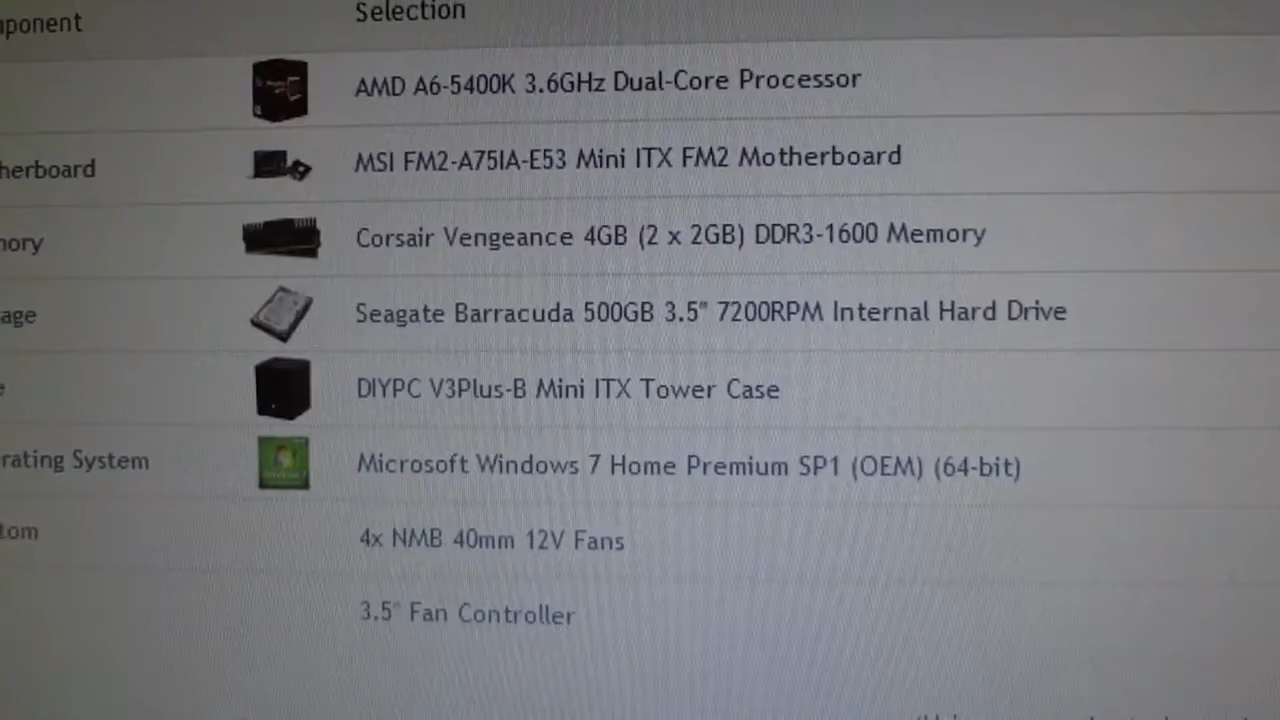 ponent Selection
AMD A6-5400K 3.6GHz Dual-Core Processor
herboard MSI FM2-A75IA-E53 Mini ITX FM2 Motherboard
ory Corsair Vengeance 4GB (2 x 2GB) DDR3-1600 Memory
age Seagate Barracuda 500GB 3.5" 7200RPM Internal Hard Drive
e DIYPC V3Plus-B Mini ITX Tower Case
rating System Microsoft Windows 7 Home Premium SP1 (OEM) (64-bit)
tom 4x NMB 40mm 12V Fans
3.5" Fan Controller